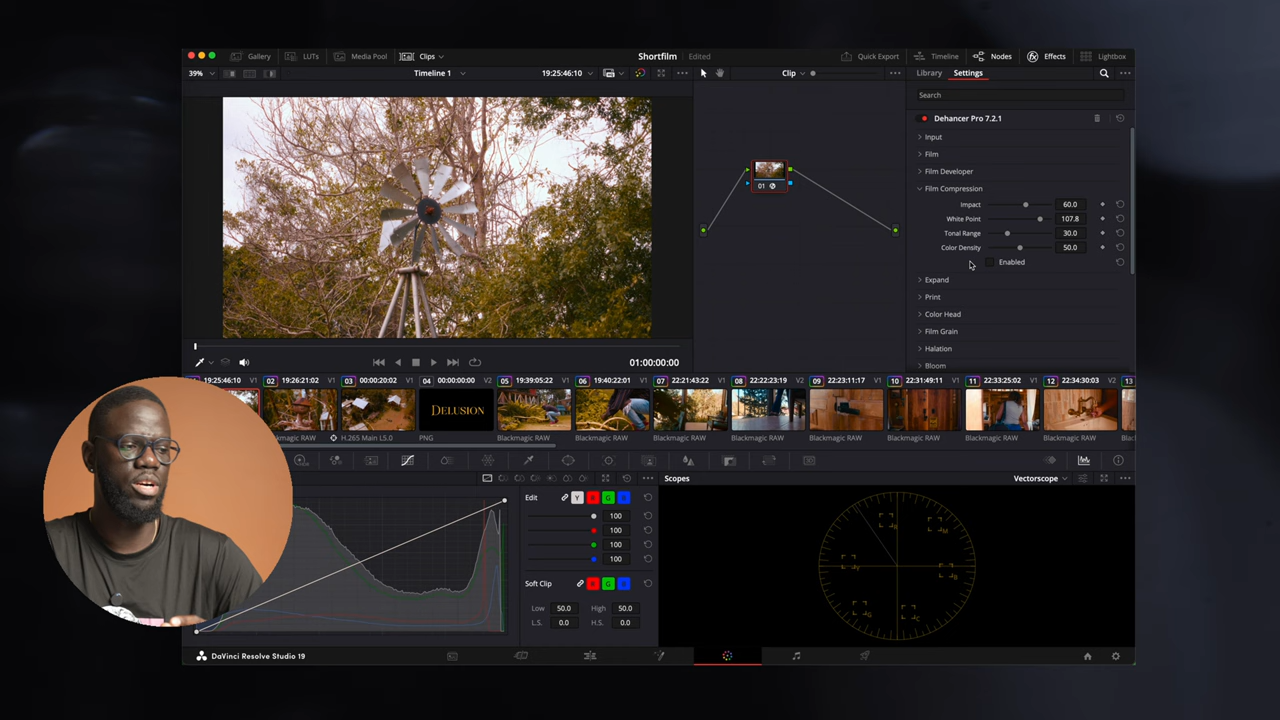 Gallery LUTs Media Pool Clips Shortfilm Edited Quick Export Timeline Nodes Effects Lightbox
39% Timeline 1 19:25:46:10 Clip Library Settings
Search
Dehancer Pro 7.2.1
Input
Film
Film Developer
Film Compression
Impact 60.0
White Point 107.8
Tonal Range 30.0
Color Density 50.0
Enabled
Expand
Print
Color Head
Film Grain
Halation
Bloom
01
01:00:00:00
19:25:46:10 V1 02 19:26:21:02 V1 03 00:00:20:02 V1 04 00:00:00:00 V2 05 19:39:05:22 V1 06 19:40:22:01 V1 07 22:21:43:22 V1 08 22:22:23:19 V2 09 22:23:11:17 V1 10 22:31:49:11 V1 11 22:33:25:02 V1 12 22:34:30:03 V1 13
DELUSION
H.265 Main L5.0 PNG Blackmagic RAW Blackmagic RAW Blackmagic RAW Blackmagic RAW Blackmagic RAW Blackmagic RAW Blackmagic RAW Blackmagic RAW
Edit Y R G B
100
100
100
100
Soft Clip R G B
Low 50.0 High 50.0
L.S. 0.0 H.S. 0.0
Scopes Vectorscope
R M
Y B
G C
DaVinci Resolve Studio 19